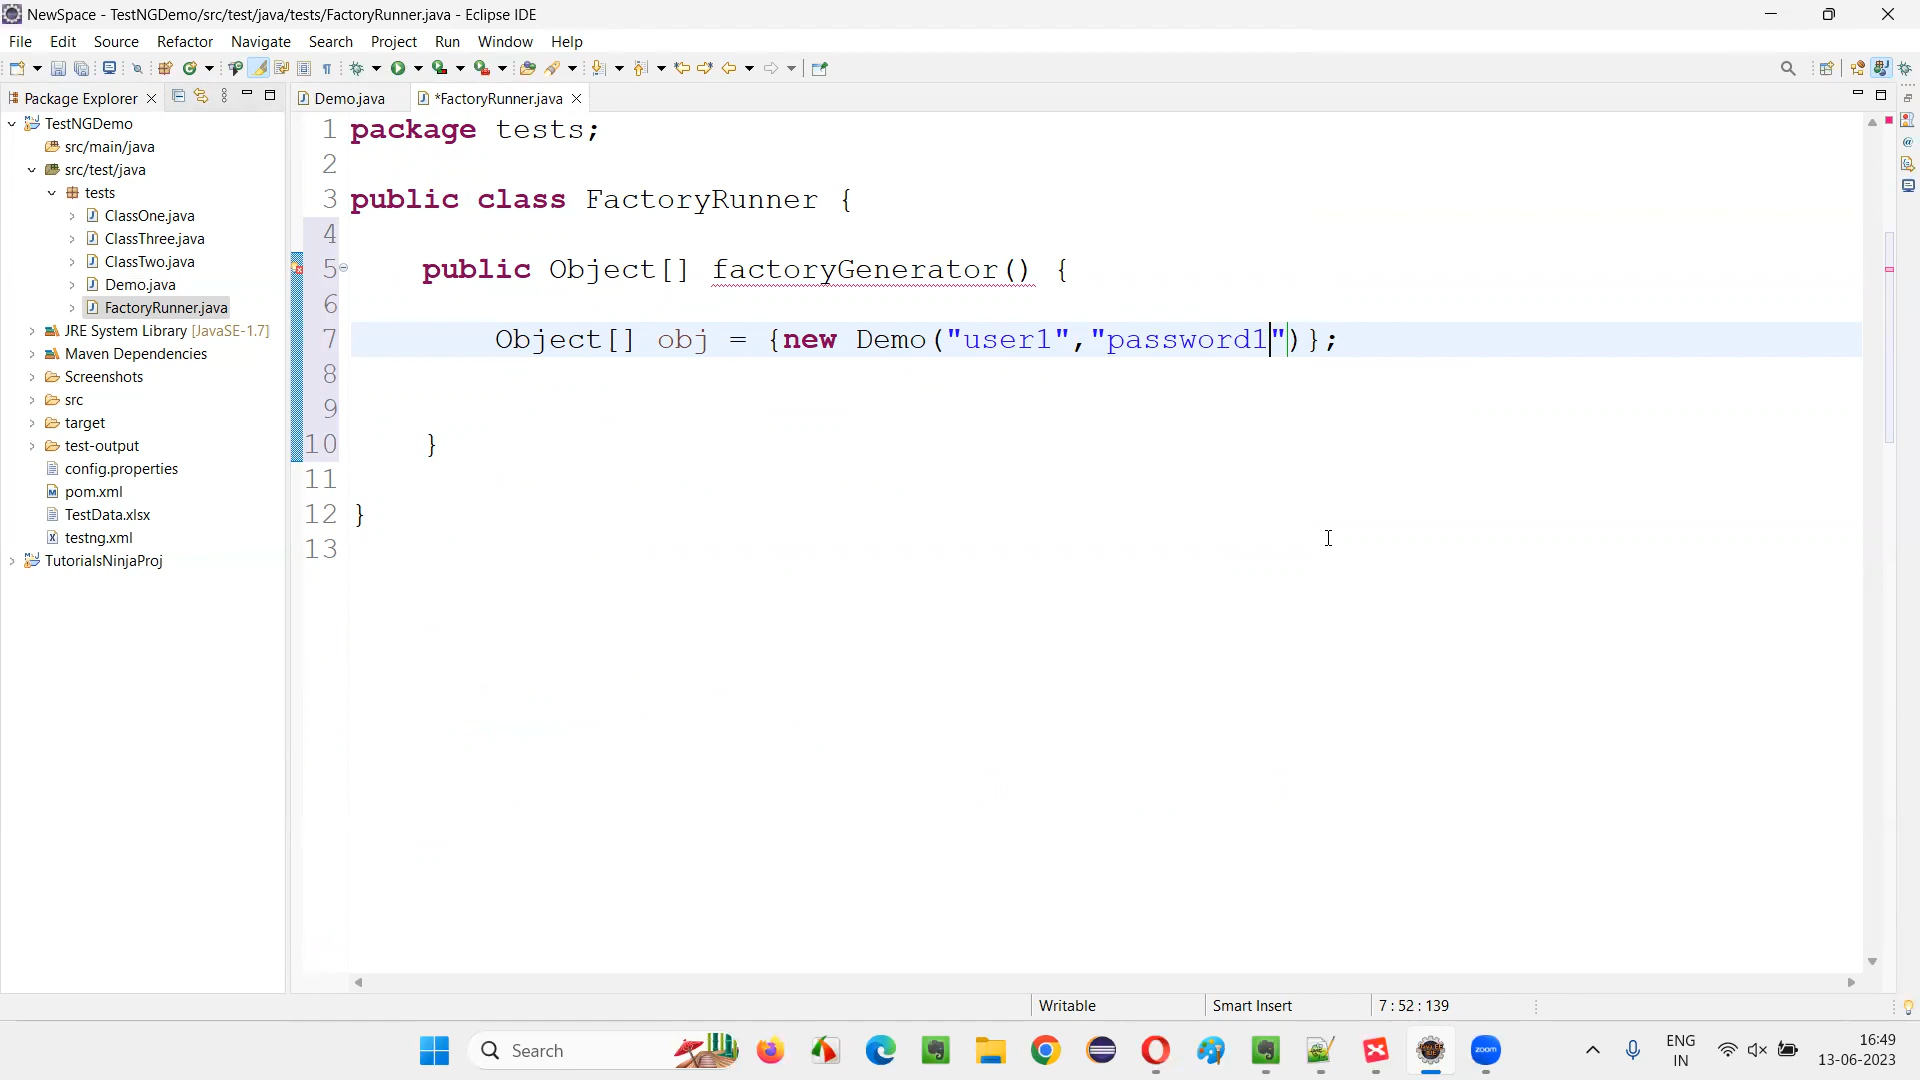 NewSpace - TestNGDemo/src/test/java/tests/FactoryRunner.java - Eclipse IDE
File Edit Source Refactor Navigate Search Project Run Window Help
Package Explorer
Demo.java *FactoryRunner.java
TestNGDemo
src/main/java
src/test/java
tests
ClassOne.java
ClassThree.java
ClassTwo.java
Demo.java
FactoryRunner.java
JRE System Library [JavaSE-1.7]
Maven Dependencies
Screenshots
src
target
test-output
config.properties
pom.xml
TestData.xlsx
testng.xml
TutorialsNinjaProj
1 package tests;
2
3 public class FactoryRunner {
4
5 public Object[] factoryGenerator() {
6
7 Object[] obj = {new Demo("user1","password1")};
8
9
10 }
11
12 }
13
Writable Smart Insert 7 : 52 : 139
Search
zoom
ENG
IN
16:49
13-06-2023